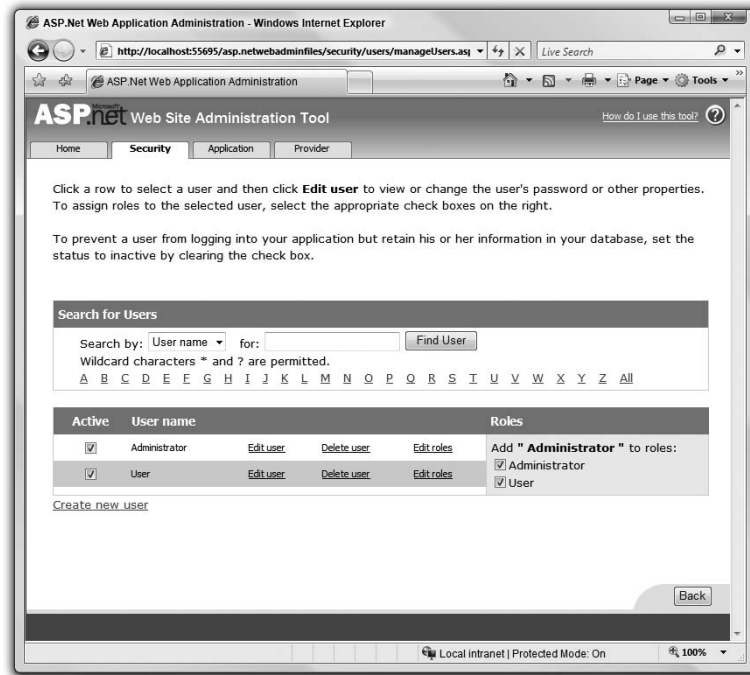 ASP.Net Web Application Administration - Windows Internet Explorer
http://localhost:55695/asp.netwebadminfiles/security/users/manageUsers.asp
Live Search
ASP.Net Web Application Administration
Page
Tools
Microsoft
ASP.net Web Site Administration Tool
How do I use this tool? ?
Home Security Application Provider
Click a row to select a user and then click Edit user to view or change the user's password or other properties.
To assign roles to the selected user, select the appropriate check boxes on the right.
To prevent a user from logging into your application but retain his or her information in your database, set the
status to inactive by clearing the check box.
Search for Users
Search by: User name for: Find User
Wildcard characters * and ? are permitted.
A B C D E F G H I J K L M N O P Q R S T U V W X Y Z All
Active User name Roles
Administrator Edit user Delete user Edit roles Add " Administrator " to roles:
Administrator
User Edit user Delete user Edit roles
User
Create new user
Back
Local intranet | Protected Mode: On 100%